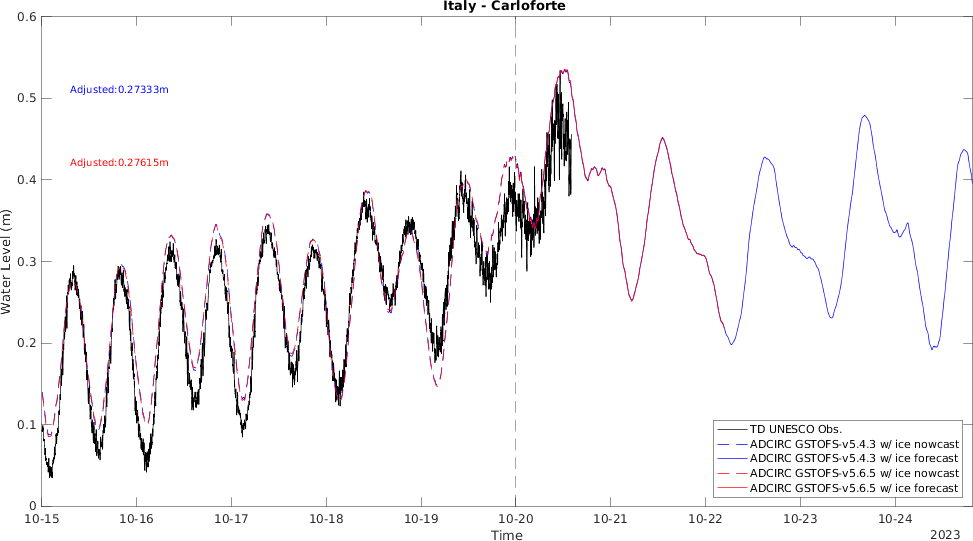 Italy - Carloforte
0.6
0.5
0.4
0.3
0.2
0.1
0
Water Level (m)
Adjusted:0.27333m
Adjusted:0.27615m
TD UNESCO Obs.
ADCIRC GSTOFS-v5.4.3 w/ ice nowcast
ADCIRC GSTOFS-v5.4.3 w/ ice forecast
ADCIRC GSTOFS-v5.6.5 w/ ice nowcast
ADCIRC GSTOFS-v5.6.5 w/ ice forecast
10-15 10-16 10-17 10-18 10-19 10-20 10-21 10-22 10-23 10-24
Time
2023